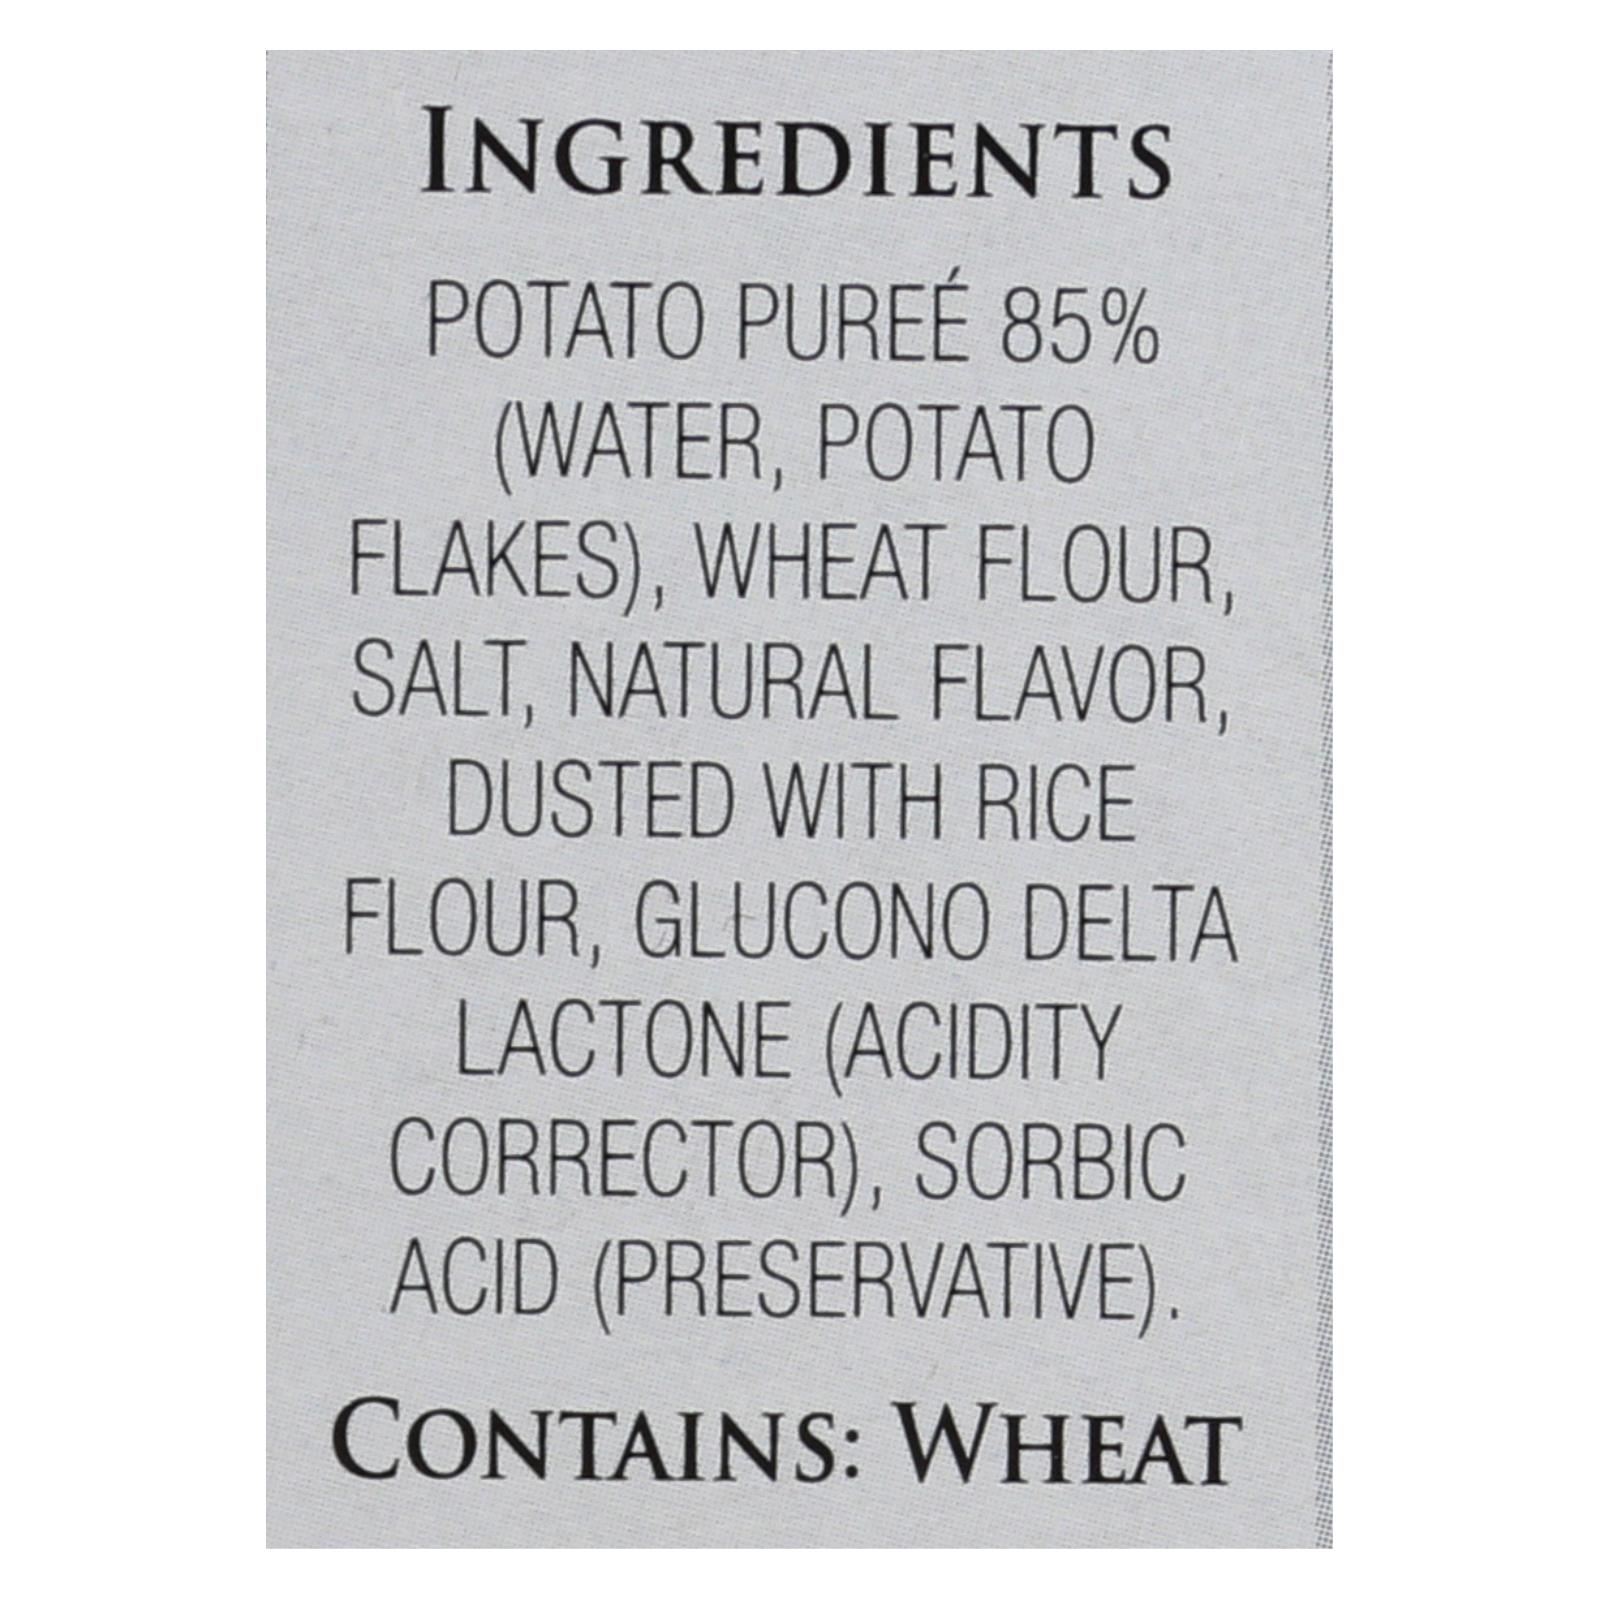 INGREDIENTS
POTATO PUREÉ 85%
(WATER, POTATO
FLAKES), WHEAT FLOUR,
SALT, NATURAL FLAVOR,
DUSTED WITH RICE
FLOUR, GLUCONO DELTA
LACTONE (ACIDITY
CORRECTOR), SORBIC
ACID (PRESERVATIVE).
CONTAINS: WHEAT